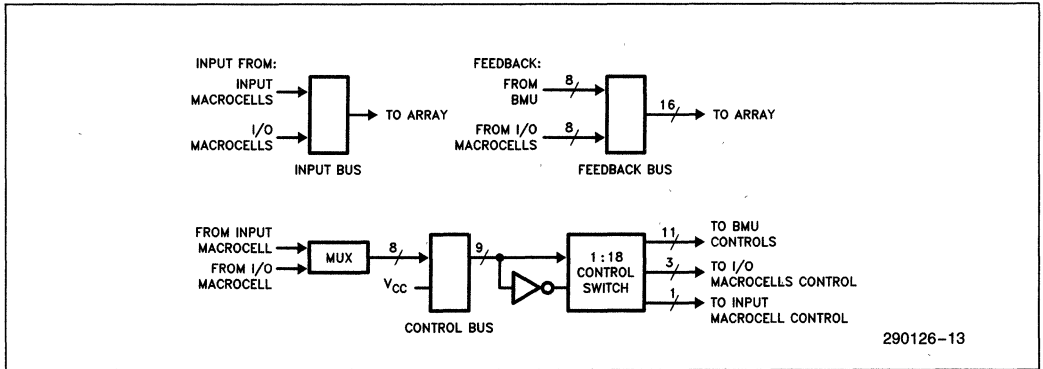 INPUT FROM:
INPUT
MACROCELLS
I/O
MACROCELLS
TO ARRAY
INPUT BUS
FEEDBACK:
FROM
BMU
8
FROM I/O
MACROCELLS
8
16
TO ARRAY
FEEDBACK BUS
FROM INPUT
MACROCELL
FROM I/O
MACROCELL
MUX
8
VCC
CONTROL BUS
9
1:18
CONTROL
SWITCH
11
TO BMU
CONTROLS
3
TO I/O
MACROCELLS CONTROL
1
TO INPUT
MACROCELL CONTROL
290126-13